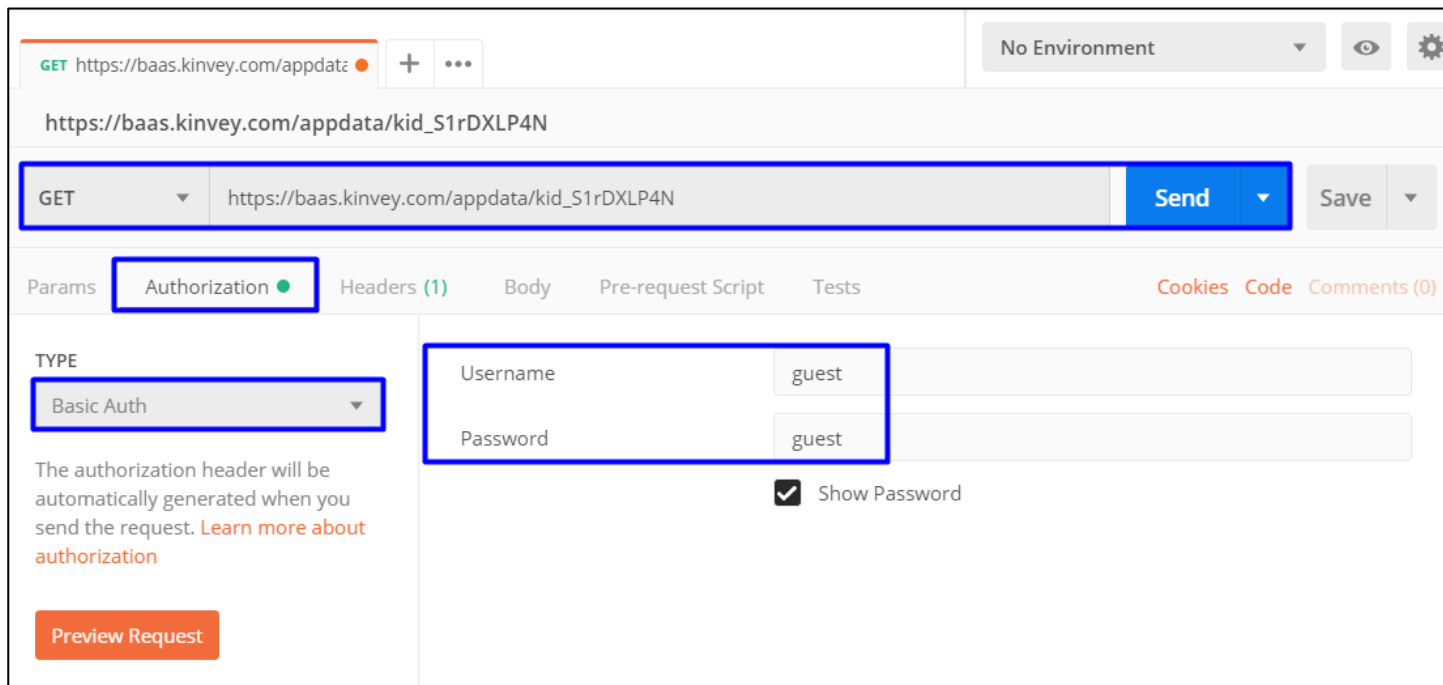 GET https://baas.kinvey.com/appdata
No Environment
https://baas.kinvey.com/appdata/kid_S1rDXLP4N
GET https://baas.kinvey.com/appdata/kid_S1rDXLP4N Send Save
Params Authorization Headers (1) Body Pre-request Script Tests Cookies Code Comments (0)
TYPE
Basic Auth
The authorization header will be
automatically generated when you
send the request. Learn more about
authorization
Preview Request
Username guest
Password guest
Show Password